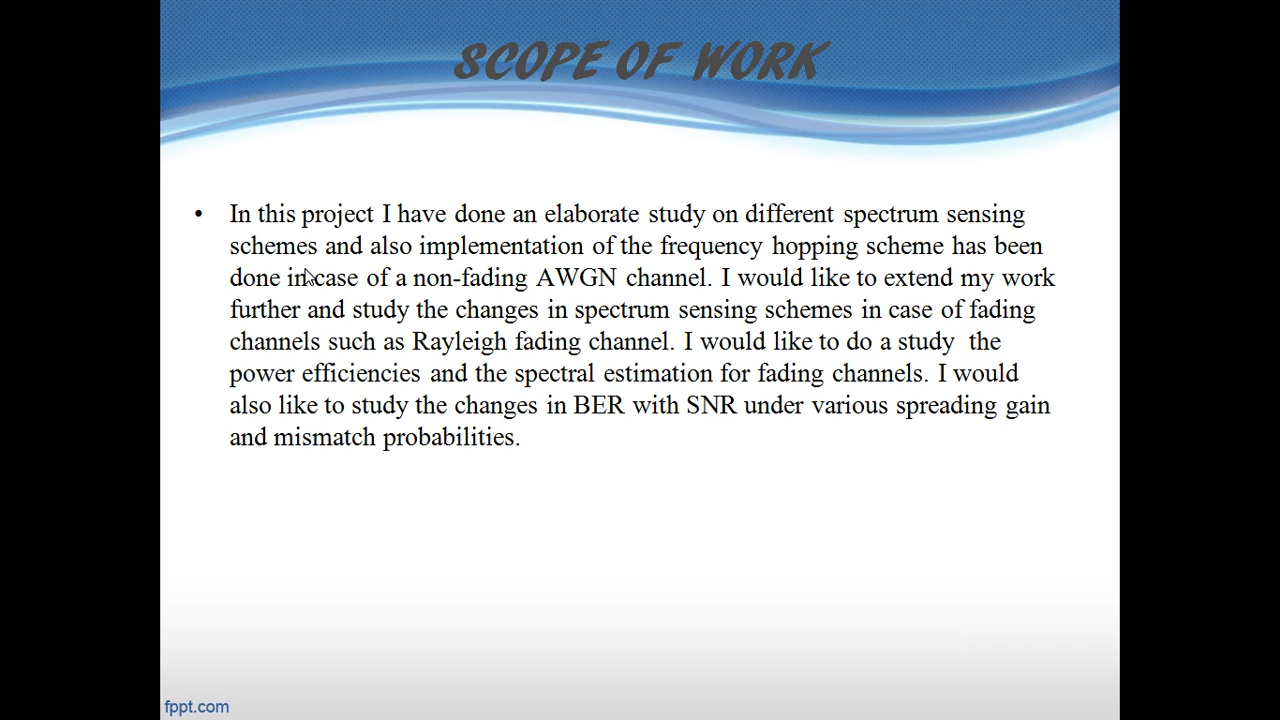 SCOPE OF WORK
• In this project I have done an elaborate study on different spectrum sensing
schemes and also implementation of the frequency hopping scheme has been
done in case of a non-fading AWGN channel. I would like to extend my work
further and study the changes in spectrum sensing schemes in case of fading
channels such as Rayleigh fading channel. I would like to do a study  the
power efficiencies and the spectral estimation for fading channels. I would
also like to study the changes in BER with SNR under various spreading gain
and mismatch probabilities.
fppt.com